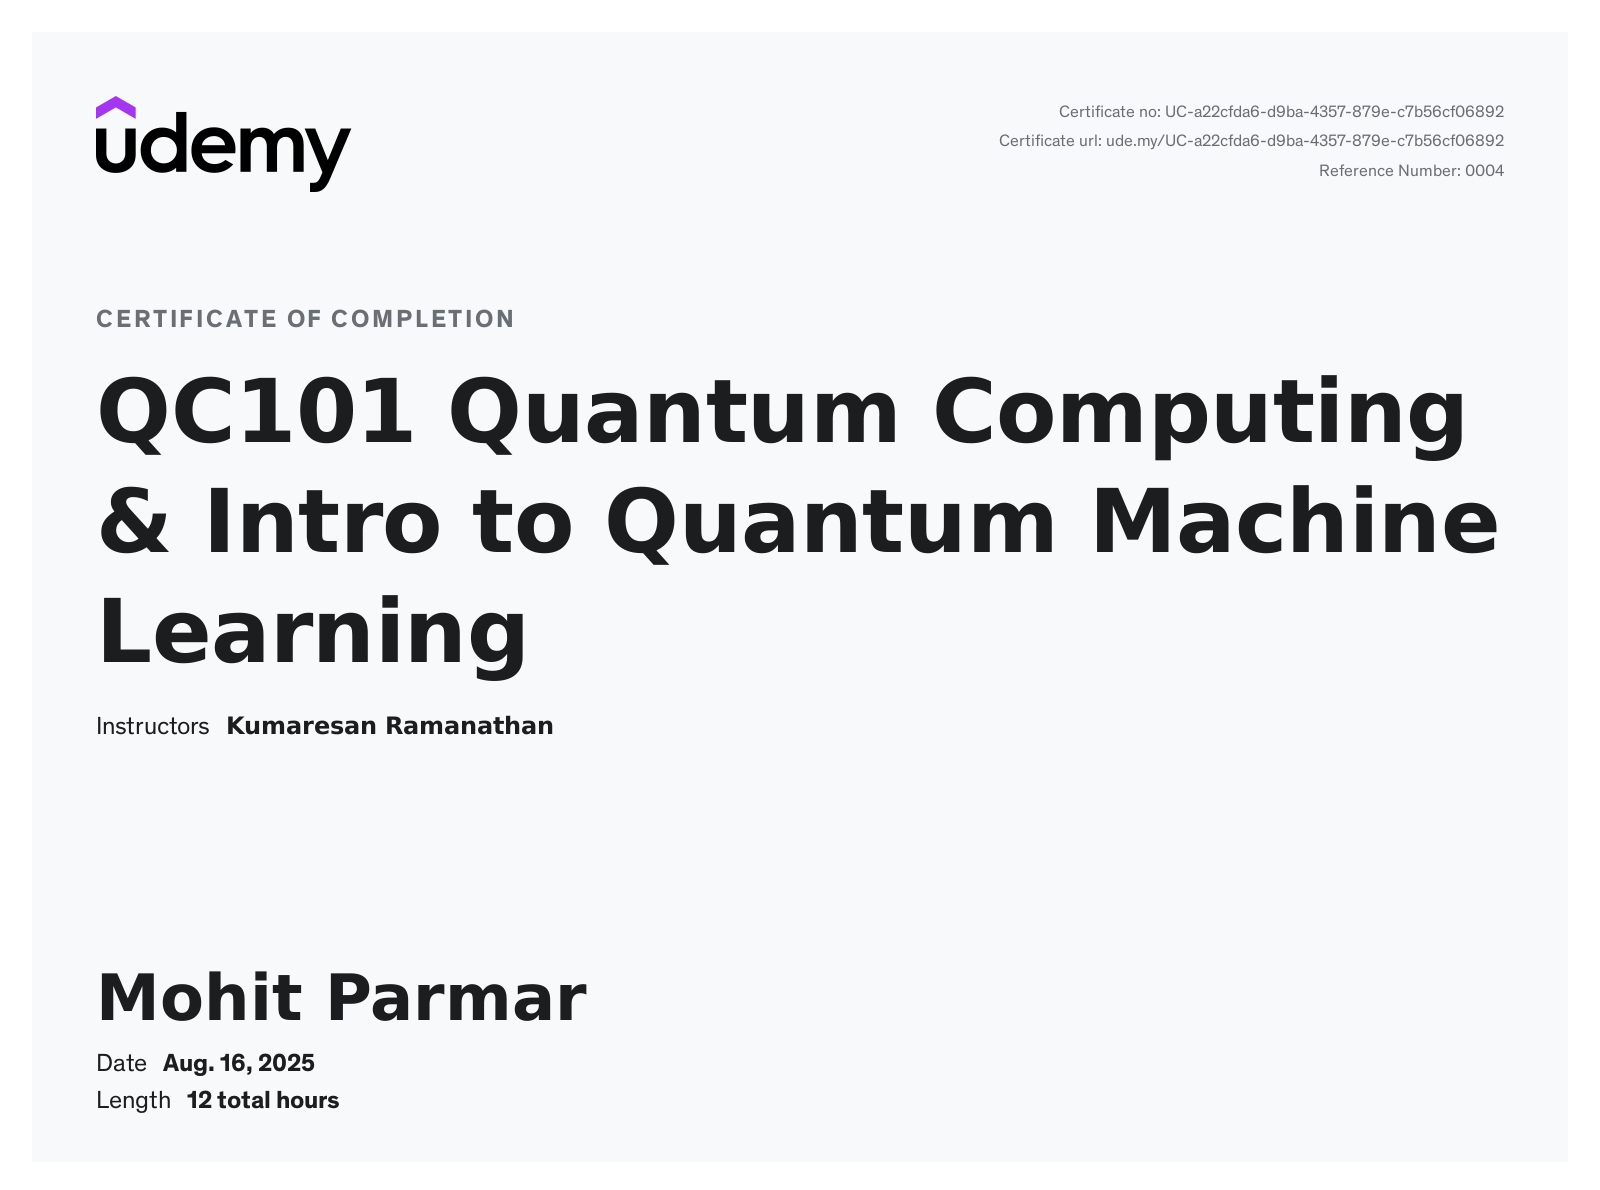 udemy
Certificate no: UC-a22cfda6-d9ba-4357-879e-c7b56cf06892
Certificate url: ude.my/UC-a22cfda6-d9ba-4357-879e-c7b56cf06892
Reference Number: 0004
CERTIFICATE OF COMPLETION
QC101 Quantum Computing
& Intro to Quantum Machine
Learning
Instructors Kumaresan Ramanathan
Mohit Parmar
Date Aug. 16, 2025
Length 12 total hours